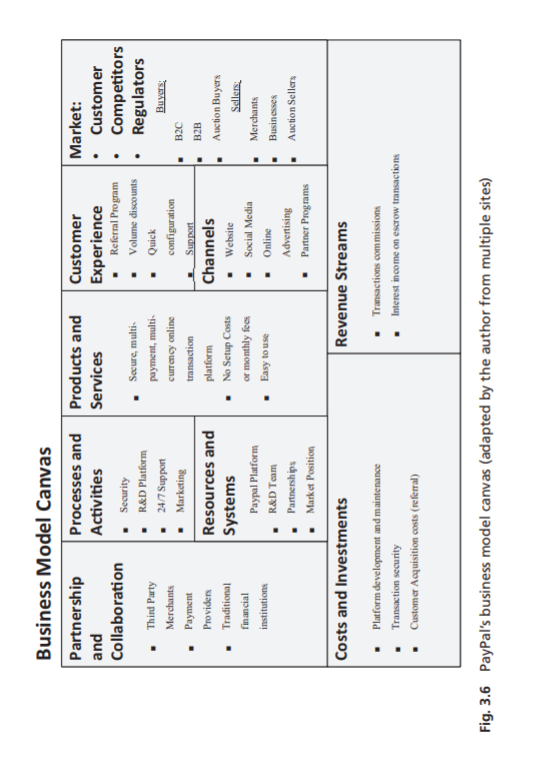 Business Model Canvas
Partnership
and
Collaboration
▪ Third Party
Merchants
▪ Payment
Providers
▪ Traditional
financial
institutions
Processes and
Activities
▪ Security
▪ R&D Platform
▪ 24/7 Support
▪ Marketing
Resources and
Systems
Paypal Platform
▪ R&D Team
▪ Partnerships
▪ Market Position
Products and
Services
▪ Secure, multi-
payment, multi-
currency online
transaction
platform
▪ No Setup Costs
or monthly fees
▪ Easy to use
Customer
Experience
▪ Referral Program
▪ Volume discounts
▪ Quick
configuration
▪ Support
Channels
▪ Website
▪ Social Media
▪ Online
Advertising
▪ Partner Programs
Market:
• Customer
• Competitors
• Regulators
Buyers:
▪ B2C
▪ B2B
▪ Auction Buyers
Sellers:
▪ Merchants
▪ Businesses
▪ Auction Sellers
Costs and Investments
▪ Platform development and maintenance
▪ Transaction security
▪ Customer Acquisition costs (referral)
Revenue Streams
▪ Transactions commissions
▪ Interest income on escrow transactions
Fig. 3.6 PayPal's business model canvas (adapted by the author from multiple sites)